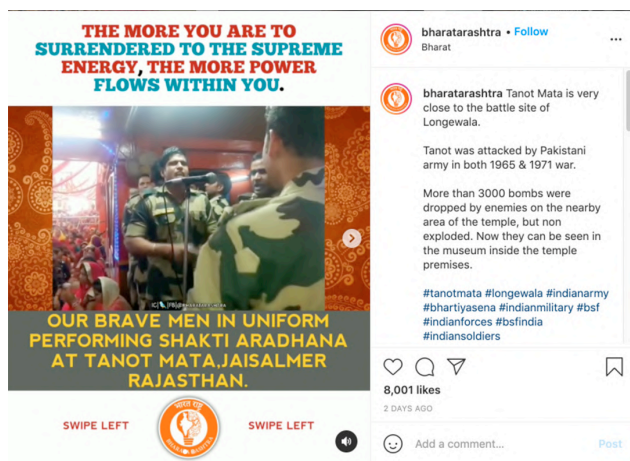 THE MORE YOU ARE TO
SURRENDERED TO THE SUPREME
ENERGY, THE MORE POWER
FLOWS WITHIN YOU.
OUR BRAVE MEN IN UNIFORM
PERFORMING SHAKTI ARADHANA
AT TANOT MATA,JAISALMER
RAJASTHAN.
SWIPE LEFT
भारत राष्ट्र
BHARAT RASHTRA
SWIPE LEFT
bharatarashtra • Follow
Bharat
bharatarashtra Tanot Mata is very
close to the battle site of
Longewala.
Tanot was attacked by Pakistani
army in both 1965 & 1971 war.
More than 3000 bombs were
dropped by enemies on the nearby
area of the temple, but non
exploded. Now they can be seen in
the museum inside the temple
premises.
#tanotmata #longewala #indianarmy
#bhartiyasena #indianmilitary #bsf
#indianforces #bsfindia
#indiansoldiers
8,001 likes
2 DAYS AGO
Add a comment...
Post